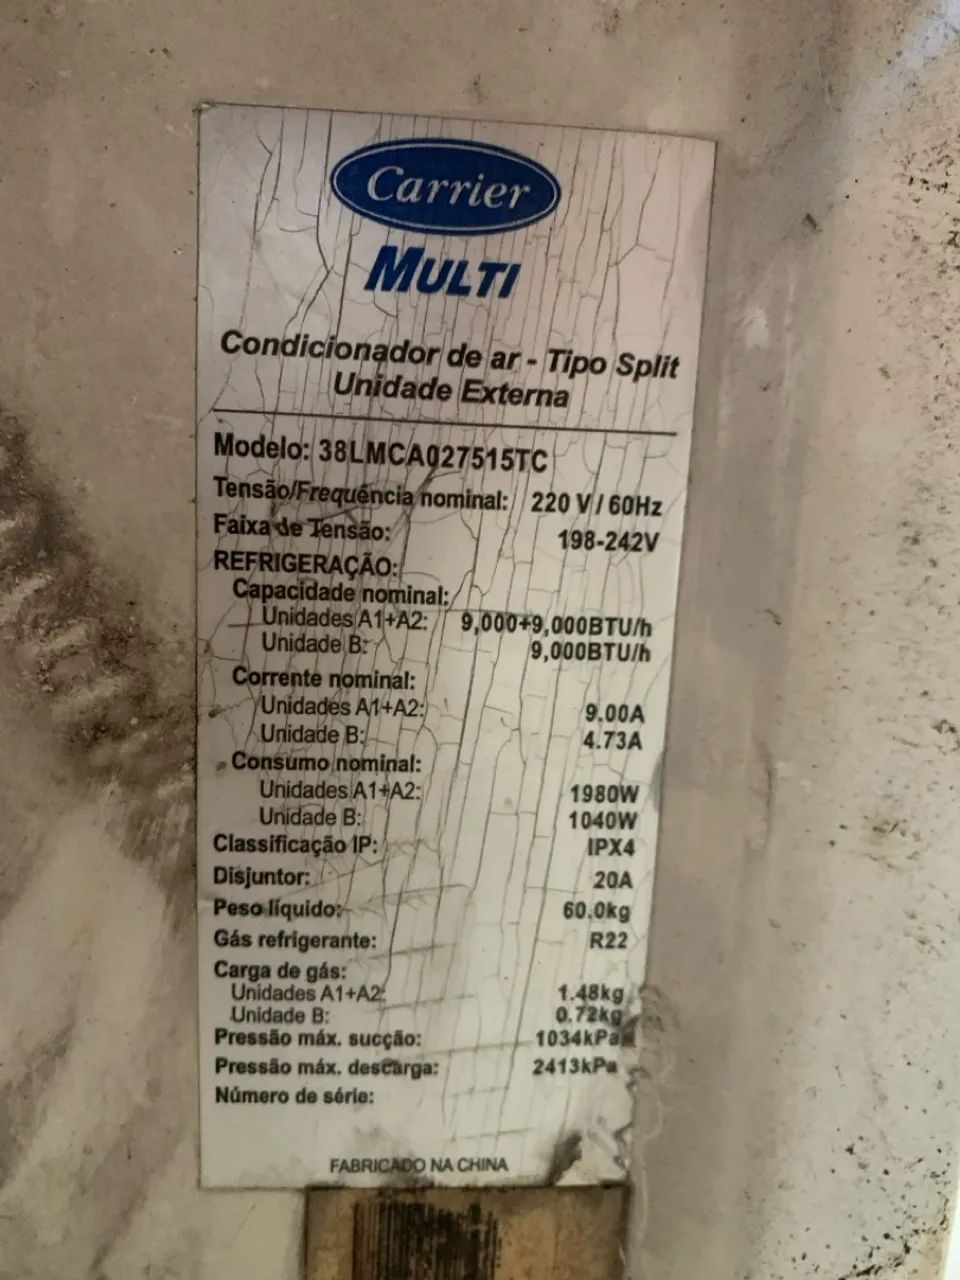 Carrier
MULTI
Condicionador de ar - Tipo Split
Unidade Externa
Modelo: 38LMCA027515TC
Tensão/Frequência nominal: 220 V / 60Hz
Faixa de Tensão: 198-242V
REFRIGERAÇÃO:
Capacidade nominal:
Unidades A1+A2: 9,000+9,000BTU/h
Unidade B: 9,000BTU/h
Corrente nominal:
Unidades A1+A2: 9.00A
Unidade B: 4.73A
Consumo nominal:
Unidades A1+A2: 1980W
Unidade B: 1040W
Classificação IP: IPX4
Disjuntor: 20A
Peso líquido: 60.0kg
Gás refrigerante: R22
Carga de gás:
Unidades A1+A2: 1.48kg
Unidade B: 0.72kg
Pressão máx. sucção: 1034kPa
Pressão máx. descarga: 2413kPa
Número de série:
FABRICADO NA CHINA